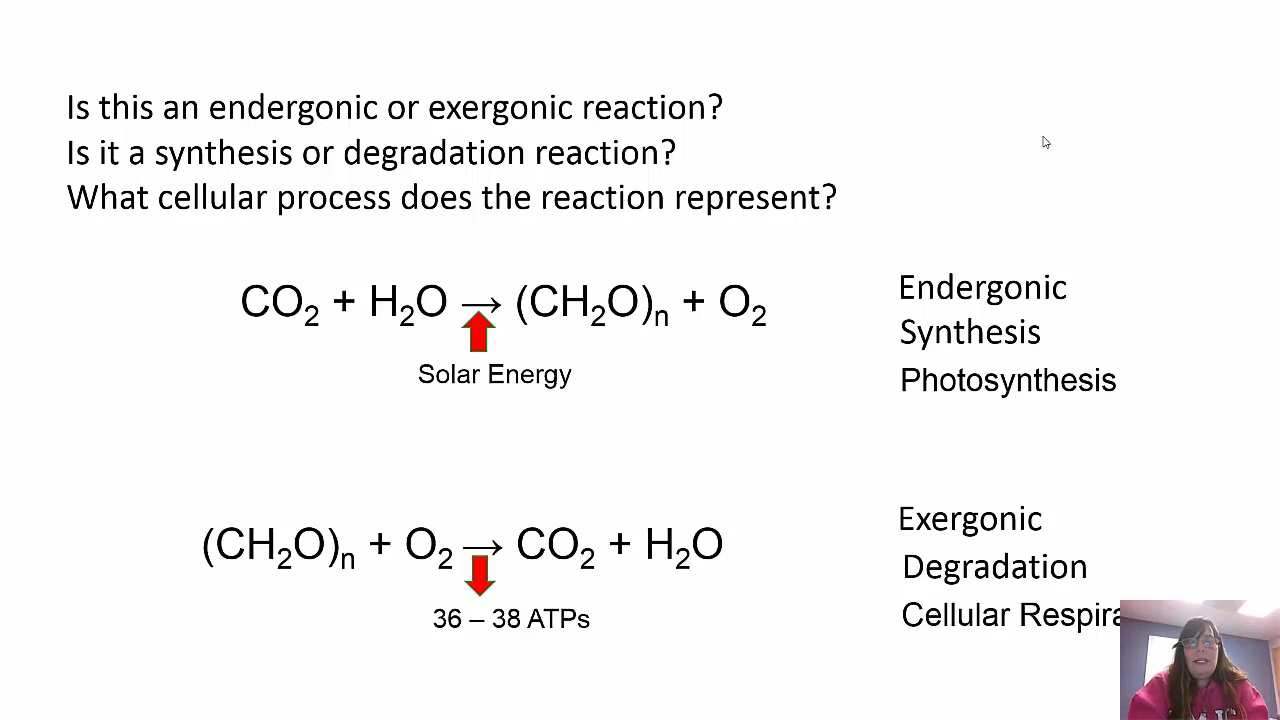 Is this an endergonic or exergonic reaction?
Is it a synthesis or degradation reaction?
What cellular process does the reaction represent?
CO₂ + H₂O → (CH₂O)ₙ + O₂
Solar Energy
Endergonic
Synthesis
Photosynthesis
(CH₂O)ₙ + O₂ → CO₂ + H₂O
36 – 38 ATPs
Exergonic
Degradation
Cellular Respira